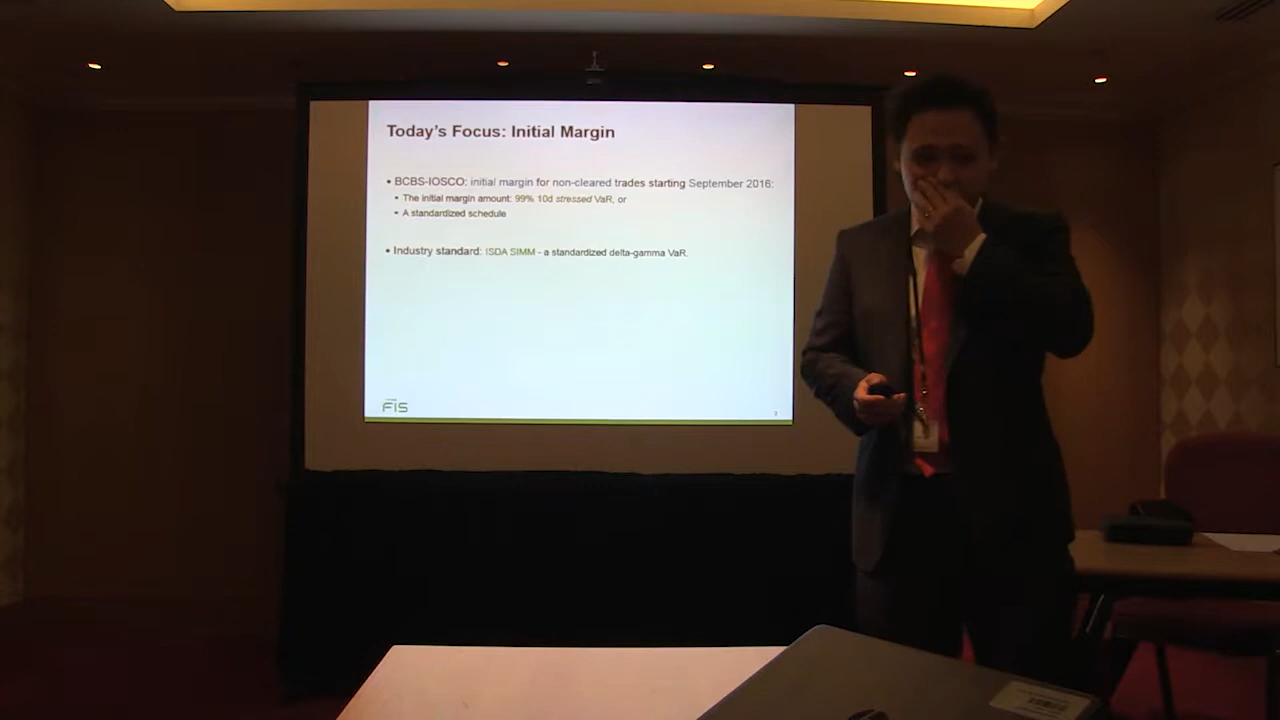 Today's Focus: Initial Margin
• BCBS-IOSCO: initial margin for non-cleared trades starting September 2016:
• The initial margin amount: 99% 10d stressed VaR, or
• A standardized schedule
• Industry standard: ISDA SIMM - a standardized delta-gamma VaR.
FIS